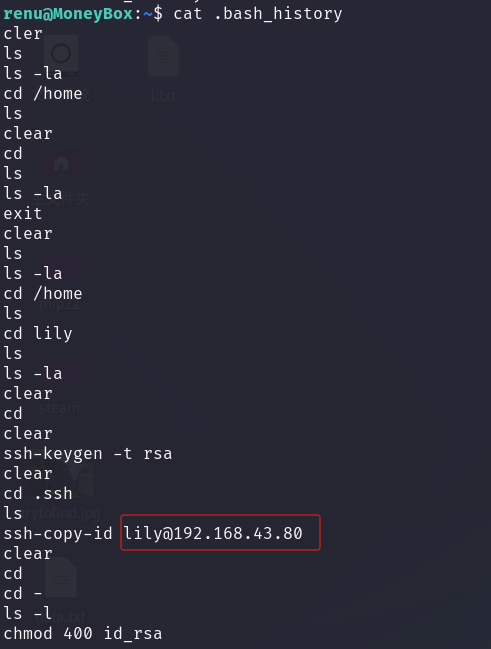 renu@MoneyBox:~$ cat .bash_history
cler
ls
ls -la
cd /home
ls
clear
cd
ls
ls -la
exit
clear
ls
ls -la
cd /home
ls
cd lily
ls
ls -la
clear
cd
clear
ssh-keygen -t rsa
clear
cd .ssh
ls
ssh-copy-id lily@192.168.43.80
clear
cd
cd -
ls -l
chmod 400 id_rsa